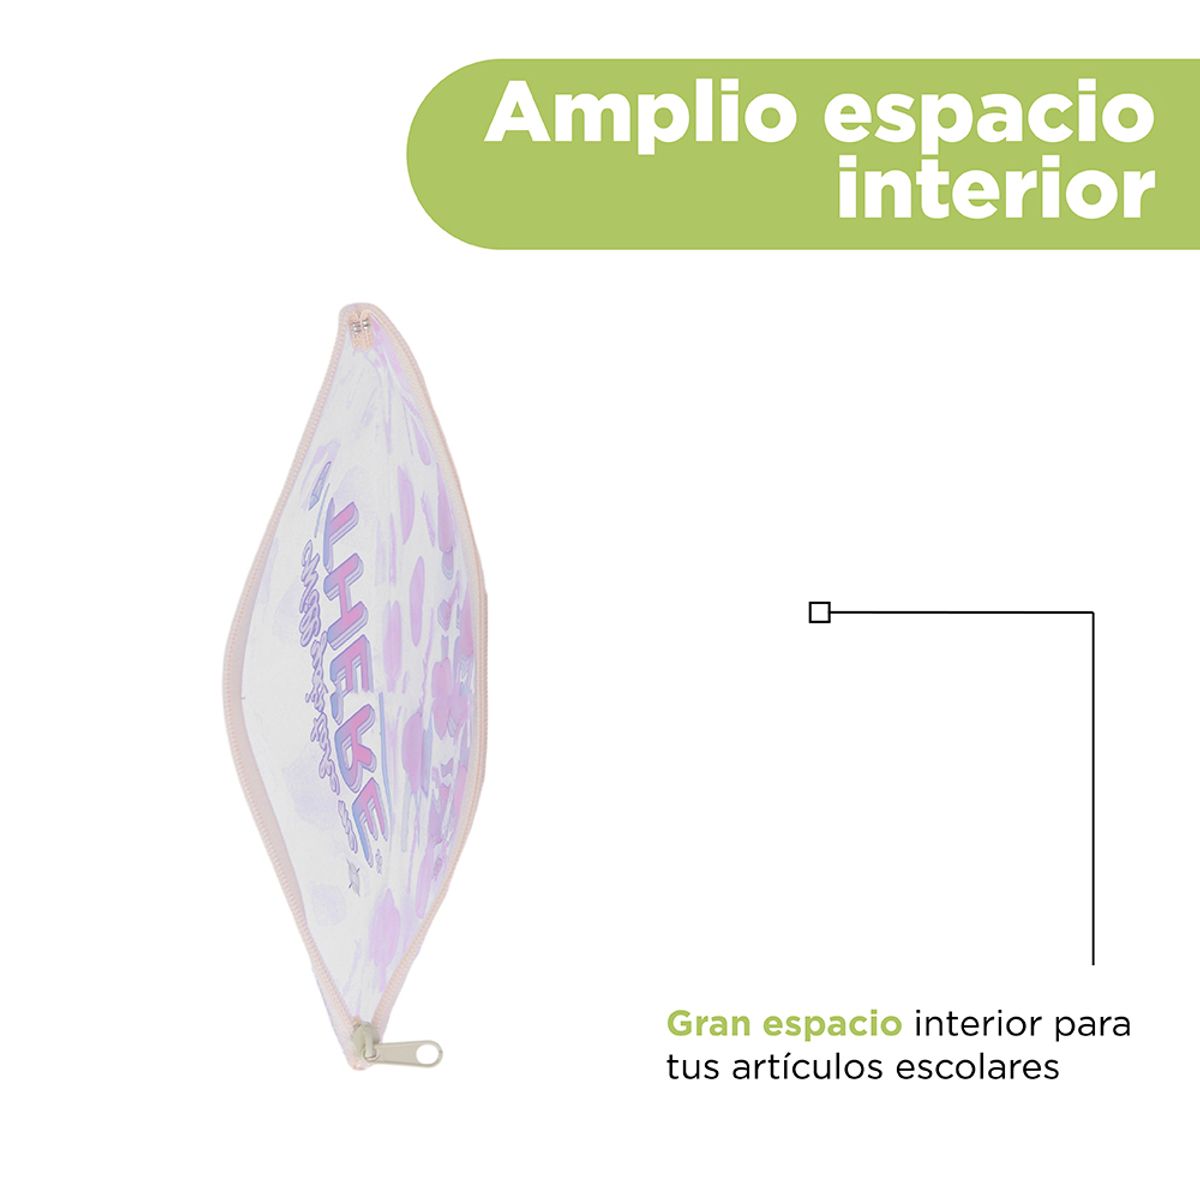 Amplio espacio
interior
Gran espacio interior para
tus artículos escolares